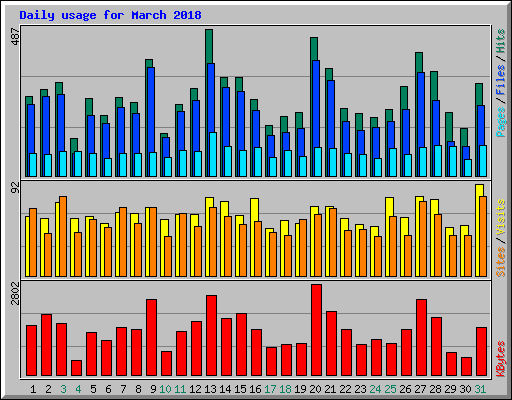 Daily usage for March 2018
487
Pages / Files / Hits
92
Sites / Visits
2802
KBytes
1 2 3 4 5 6 7 8 9 10 11 12 13 14 15 16 17 18 19 20 21 22 23 24 25 26 27 28 29 30 31